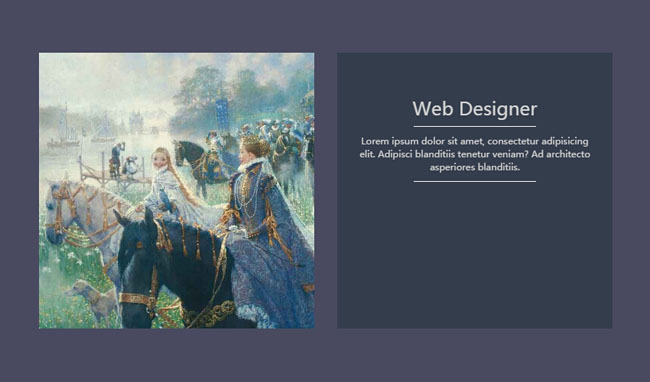 Web Designer
Lorem ipsum dolor sit amet, consectetur adipisicing
elit. Adipisci blanditiis tenetur veniam? Ad architecto
asperiores blanditiis.